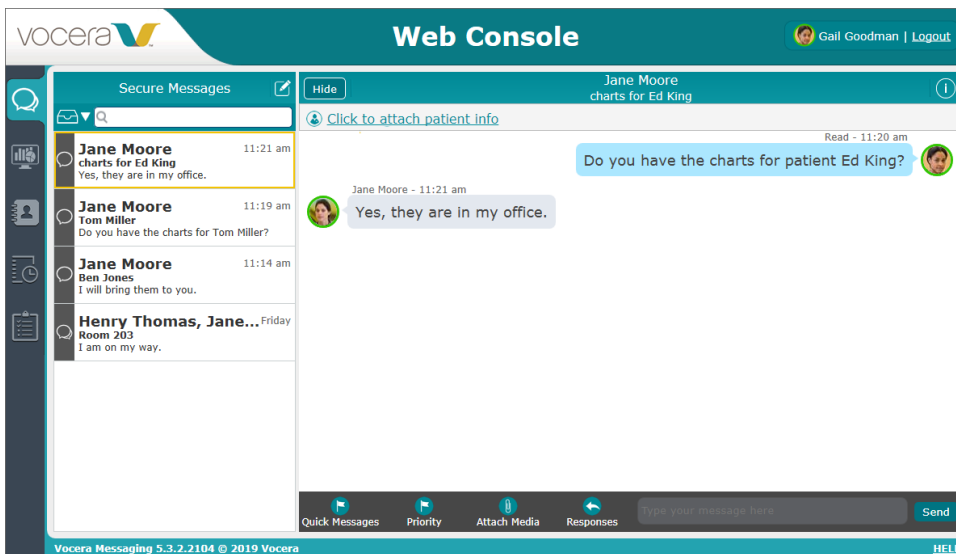 vocera
Web Console
Gail Goodman | Logout
Secure Messages
Hide
Jane Moore
charts for Ed King
Click to attach patient info
Jane Moore 11:21 am
charts for Ed King
Yes, they are in my office.
Jane Moore 11:19 am
Tom Miller
Do you have the charts for Tom Miller?
Jane Moore 11:14 am
Ben Jones
I will bring them to you.
Henry Thomas, Jane... Friday
Room 203
I am on my way.
Read - 11:20 am
Do you have the charts for patient Ed King?
Jane Moore - 11:21 am
Yes, they are in my office.
Quick Messages
Priority
Attach Media
Responses
Type your message here
Send
Vocera Messaging 5.3.2.2104 © 2019 Vocera
HELP